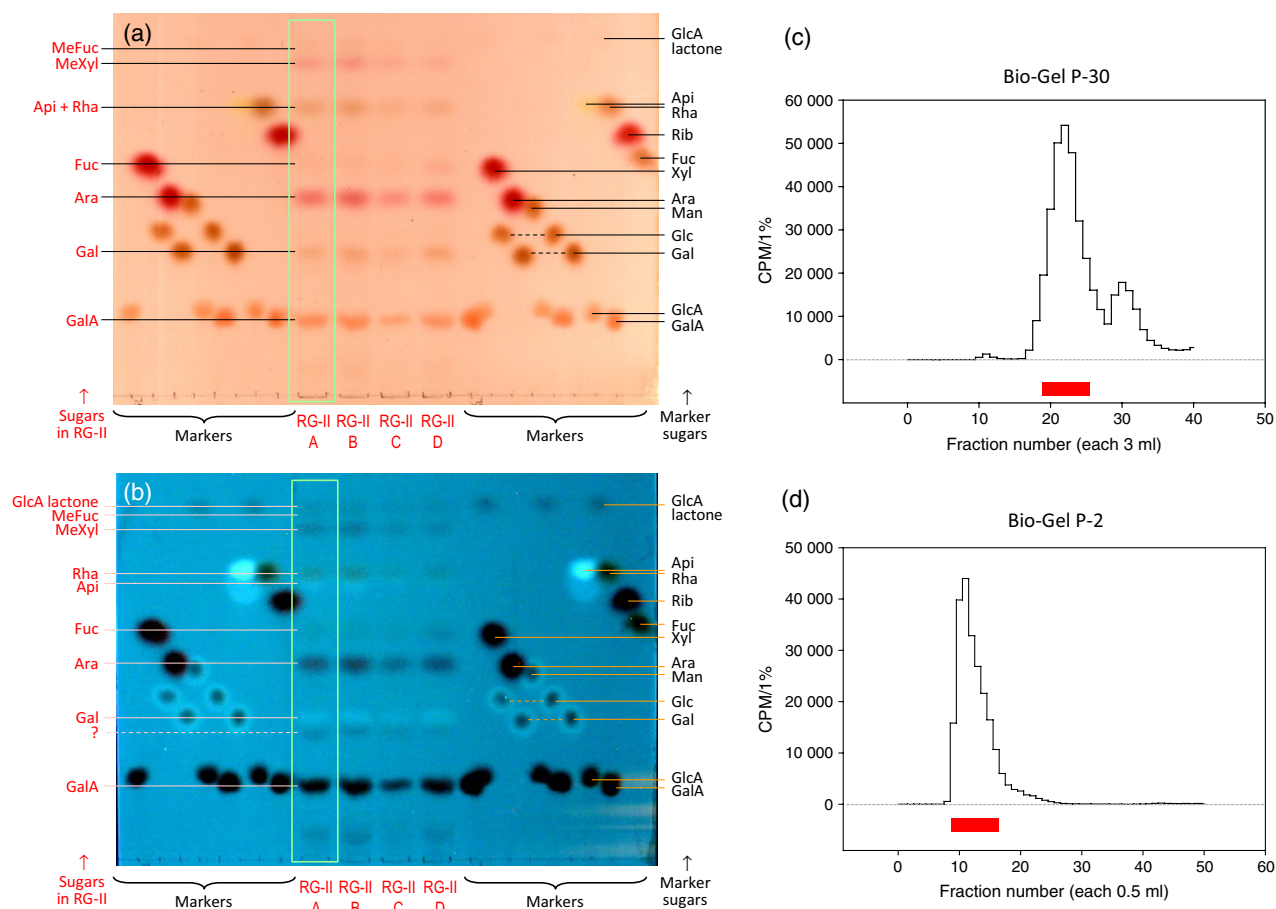 (a)
MeFuc
MeXyl
Api + Rha
Fuc
Ara
Gal
GalA
GlcA
lactone
Api
Rha
Rib
Fuc
Xyl
Ara
Man
Glc
Gal
GlcA
GalA
↑
Sugars
in RG-II
Markers
RG-II
A
RG-II
B
RG-II
C
RG-II
D
Markers
↑
Marker
sugars
(b)
GlcA lactone
MeFuc
MeXyl
Rha
Api
Fuc
Ara
Gal
?
GalA
GlcA
lactone
Api
Rha
Rib
Fuc
Xyl
Ara
Man
Glc
Gal
GlcA
GalA
↑
Sugars
in RG-II
Markers
RG-II
A
RG-II
B
RG-II
C
RG-II
D
Markers
↑
Marker
sugars
(c)
Bio-Gel P-30
CPM/1%
60 000
50 000
40 000
30 000
20 000
10 000
0
0 10 20 30 40 50
Fraction number (each 3 ml)
(d)
Bio-Gel P-2
CPM/1%
50 000
40 000
30 000
20 000
10 000
0
0 10 20 30 40 50 60
Fraction number (each 0.5 ml)